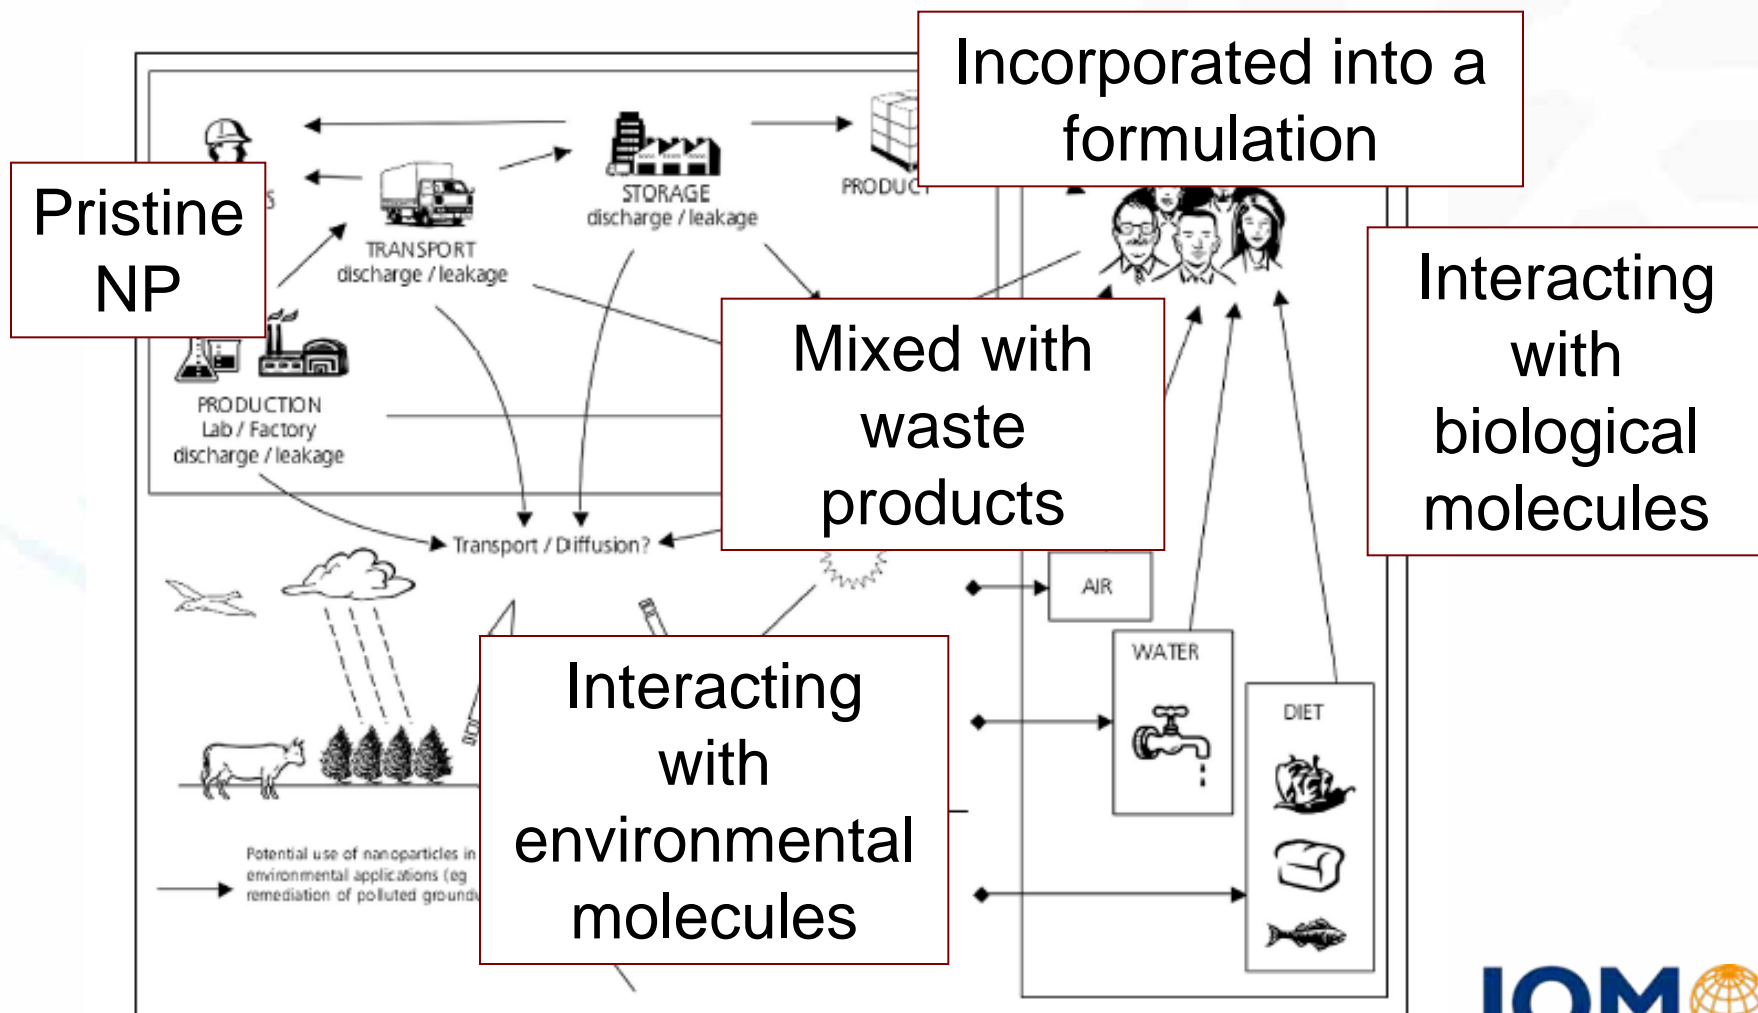 Incorporated into a
formulation
Pristine
NP
S
TRANSPORT
discharge / leakage
STORAGE
discharge / leakage
PRODUCT
Interacting
with
biological
molecules
Mixed with
waste
products
PRODUCTION
Lab / Factory
discharge / leakage
Transport / Diffusion?
AIR
WATER
DIET
Interacting
with
environmental
molecules
Potential use of nanoparticles in
environmental applications (eg
remediation of polluted
IOM